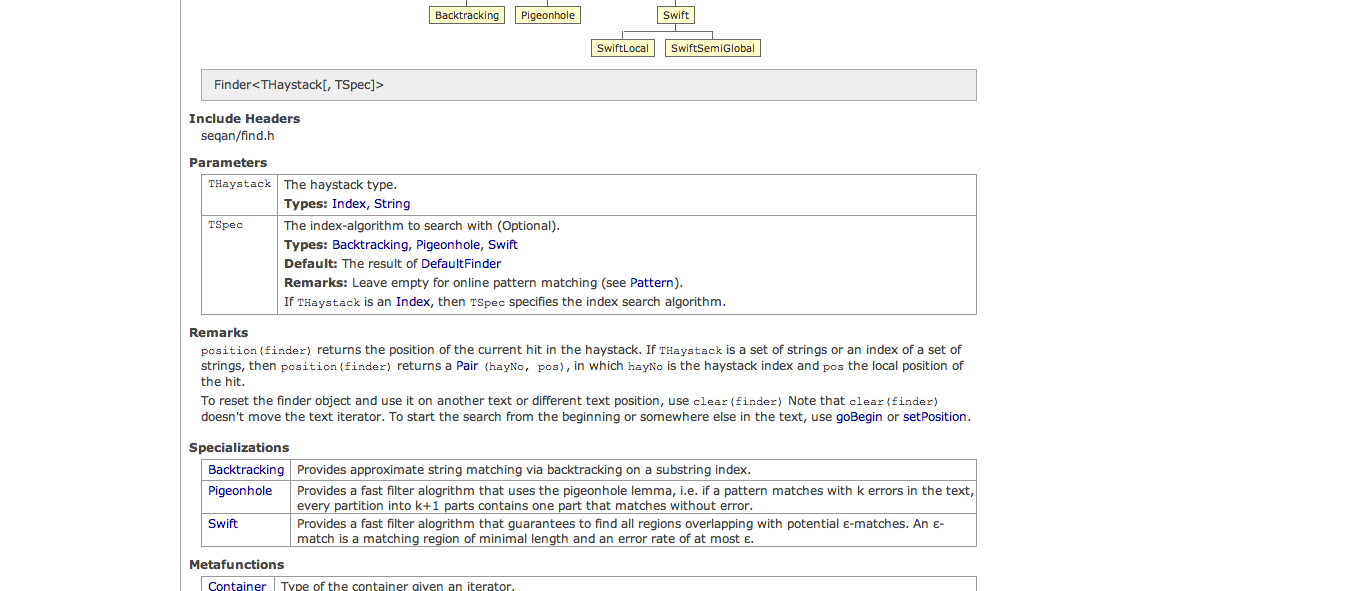 Backtracking Pigeonhole Swift
SwiftLocal SwiftSemiGlobal
Finder<THaystack[, TSpec]>
Include Headers
seqan/find.h
Parameters
THaystack The haystack type.
Types: Index, String
TSpec The index-algorithm to search with (Optional).
Types: Backtracking, Pigeonhole, Swift
Default: The result of DefaultFinder
Remarks: Leave empty for online pattern matching (see Pattern).
If THaystack is an Index, then TSpec specifies the index search algorithm.
Remarks
position(finder) returns the position of the current hit in the haystack. If THaystack is a set of strings or an index of a set of
strings, then position(finder) returns a Pair (hayNo, pos), in which hayNo is the haystack index and pos the local position of
the hit.
To reset the finder object and use it on another text or different text position, use clear(finder) Note that clear(finder)
doesn't move the text iterator. To start the search from the beginning or somewhere else in the text, use goBegin or setPosition.
Specializations
Backtracking Provides approximate string matching via backtracking on a substring index.
Pigeonhole Provides a fast filter alogrithm that uses the pigeonhole lemma, i.e. if a pattern matches with k errors in the text,
every partition into k+1 parts contains one part that matches without error.
Swift Provides a fast filter alogrithm that guarantees to find all regions overlapping with potential ε-matches. An ε-
match is a matching region of minimal length and an error rate of at most ε.
Metafunctions
Container Type of the container given an iterator.